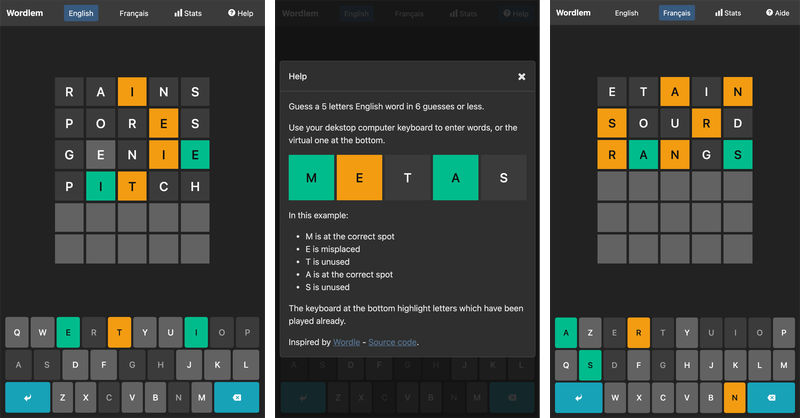 Wordlem English Français Stats Help
R A I N S
P O R E S
G E N I E
P I T C H
Q W E R T Y U I O P
A S D F G H J K L
Z X C V B N M
Wordlem English Français Stats Help
Help
Guess a 5 letters English word in 6 guesses or less.
Use your dekstop computer keyboard to enter words, or the
virtual one at the bottom.
M E T A S
In this example:
• M is at the correct spot
• E is misplaced
• T is unused
• A is at the correct spot
• S is unused
The keyboard at the bottom highlight letters which have been
played already.
Inspired by Wordle – Source code.
A S D F G H J K L
Z X C V B N M
Wordlem English Français Stats Aide
E T A I N
S O U R D
R A N G S
A Z E R T Y U I O P
Q S D F G H J K L M
W X C V B N